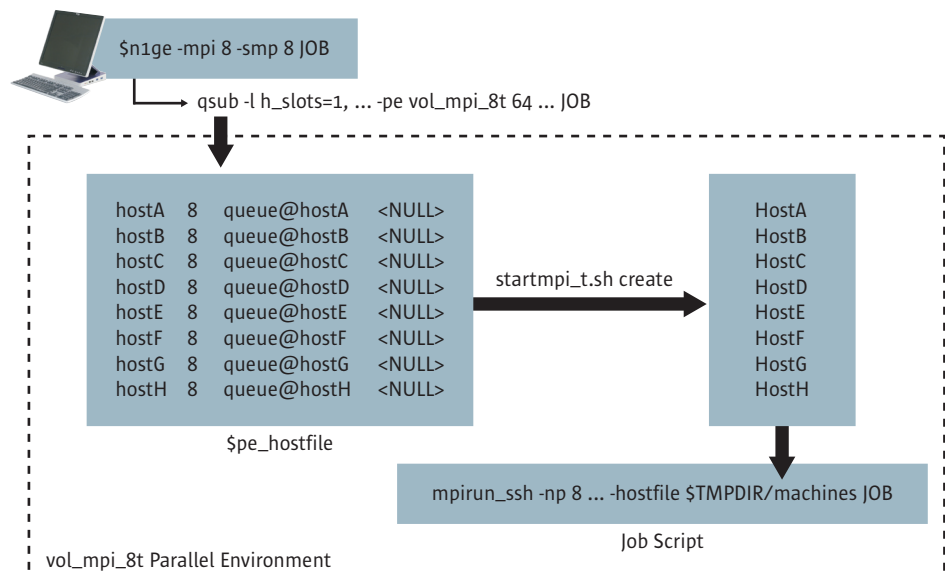 $n1ge -mpi 8 -smp 8 JOB
qsub -l h_slots=1, ... -pe vol_mpi_8t 64 ... JOB
hostA 8 queue@hostA <NULL>
hostB 8 queue@hostB <NULL>
hostC 8 queue@hostC <NULL>
hostD 8 queue@hostD <NULL>
hostE 8 queue@hostE <NULL>
hostF 8 queue@hostF <NULL>
hostG 8 queue@hostG <NULL>
hostH 8 queue@hostH <NULL>
$pe_hostfile
startmpi_t.sh create
HostA
HostB
HostC
HostD
HostE
HostF
HostG
HostH
mpirun_ssh -np 8 ... -hostfile $TMPDIR/machines JOB
Job Script
vol_mpi_8t Parallel Environment